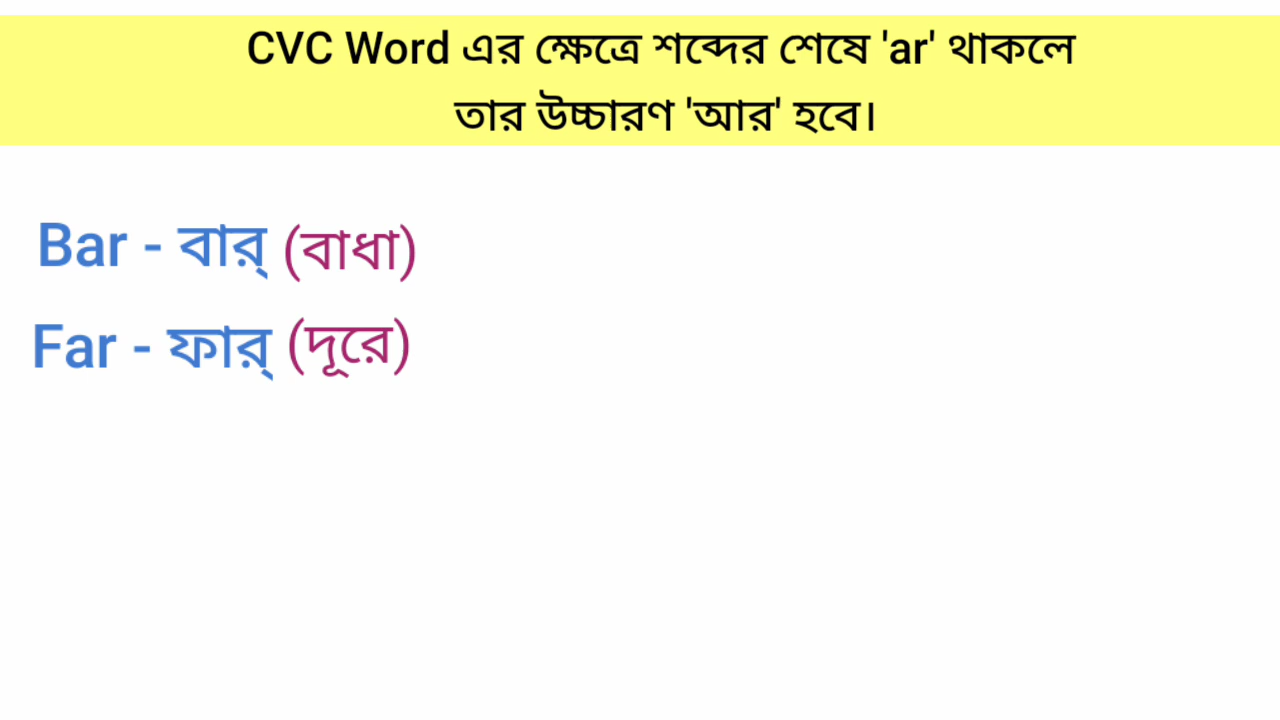 CVC Word এর ক্ষেত্রে শব্দের শেষে 'ar' থাকলে
তার উচ্চারণ 'আর' হবে।
Bar - বার্ (বাধা)
Far - ফার্ (দূরে)